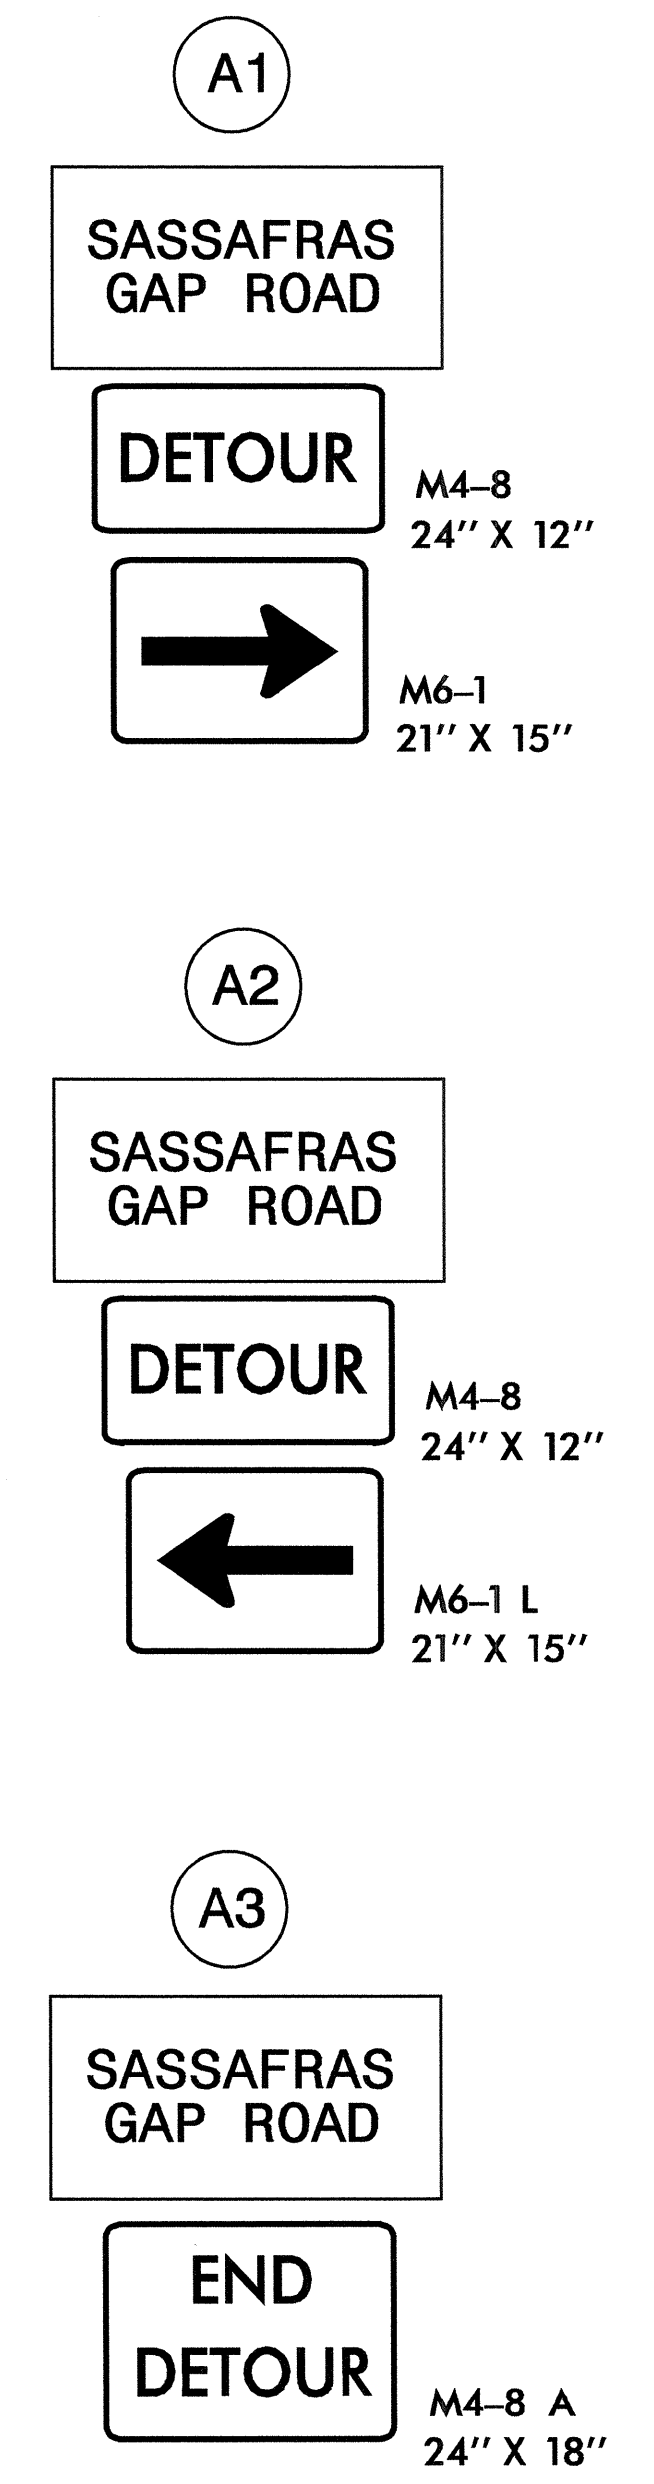 A1
SASSAFRAS
GAP ROAD
DETOUR
M4-8
24" X 12"
M6-1
21" X 15"
A2
SASSAFRAS
GAP ROAD
DETOUR
M4-8
24" X 12"
M6-1 L
21" X 15"
A3
SASSAFRAS
GAP ROAD
END
DETOUR
M4-8 A
24" X 18"